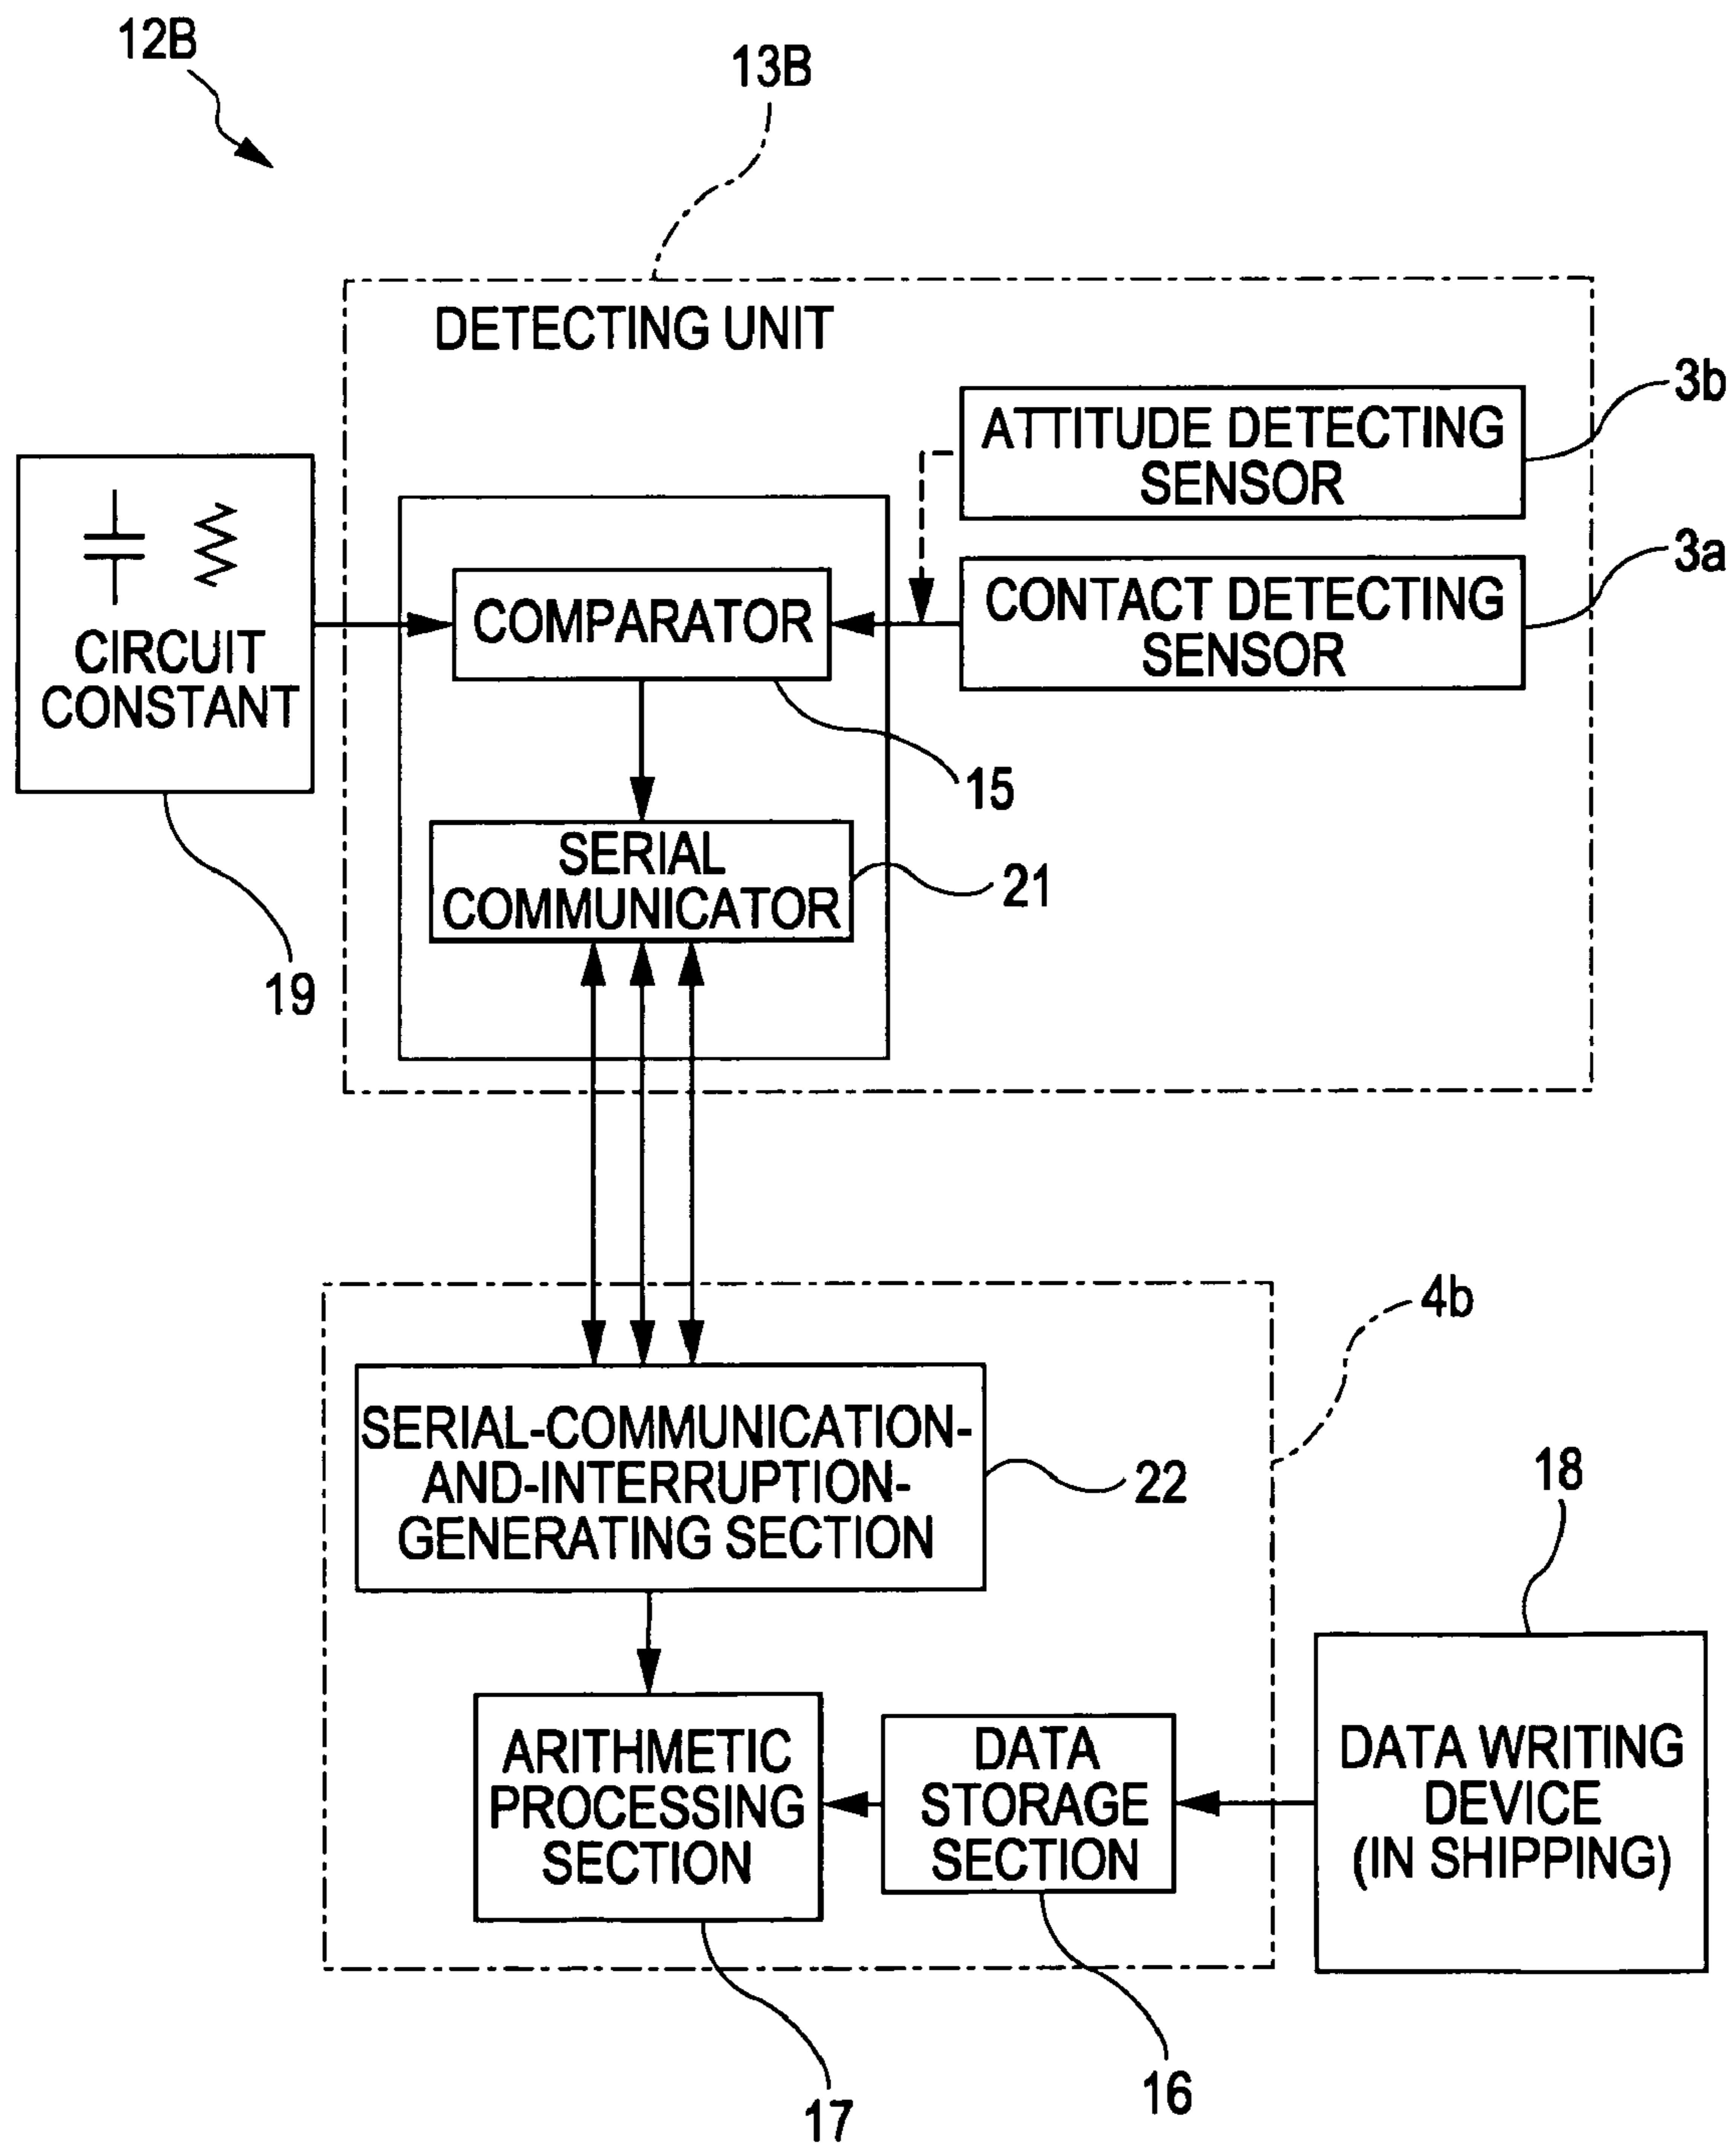 12B
13B
DETECTING UNIT
3b
ATTITUDE DETECTING
SENSOR
3a
CONTACT DETECTING
SENSOR
COMPARATOR
CIRCUIT
CONSTANT
15
SERIAL
COMMUNICATOR
21
19
4b
SERIAL-COMMUNICATION-
AND-INTERRUPTION-
GENERATING SECTION
22
18
ARITHMETIC
PROCESSING
SECTION
DATA
STORAGE
SECTION
DATA WRITING
DEVICE
(IN SHIPPING)
16
17